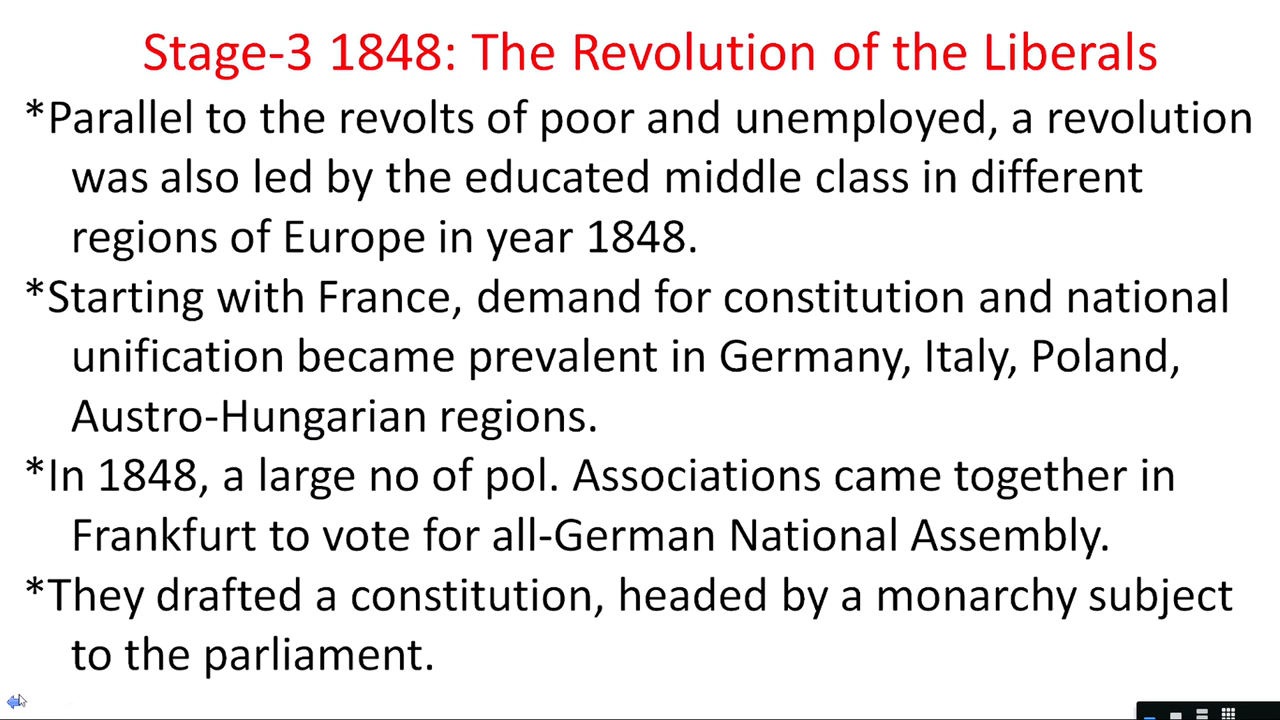 Stage-3 1848: The Revolution of the Liberals
*Parallel to the revolts of poor and unemployed, a revolution
was also led by the educated middle class in different
regions of Europe in year 1848.
*Starting with France, demand for constitution and national
unification became prevalent in Germany, Italy, Poland,
Austro-Hungarian regions.
*In 1848, a large no of pol. Associations came together in
Frankfurt to vote for all-German National Assembly.
*They drafted a constitution, headed by a monarchy subject
to the parliament.